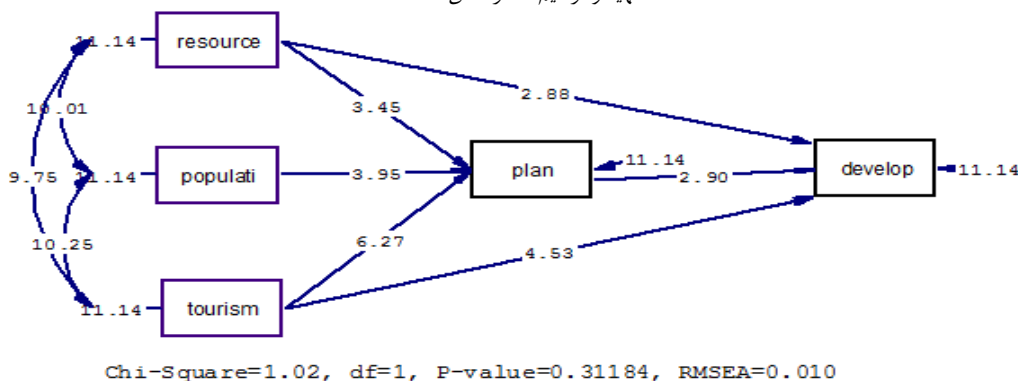 11.14 resource
2.88
3.45
10.01
11.14
plan
develop
11.14
9.75
11.14
populati
3.95
2.90
10.25
6.27
4.53
11.14
tourism
Chi-Square=1.02, df=1, P-value=0.31184, RMSEA=0.010